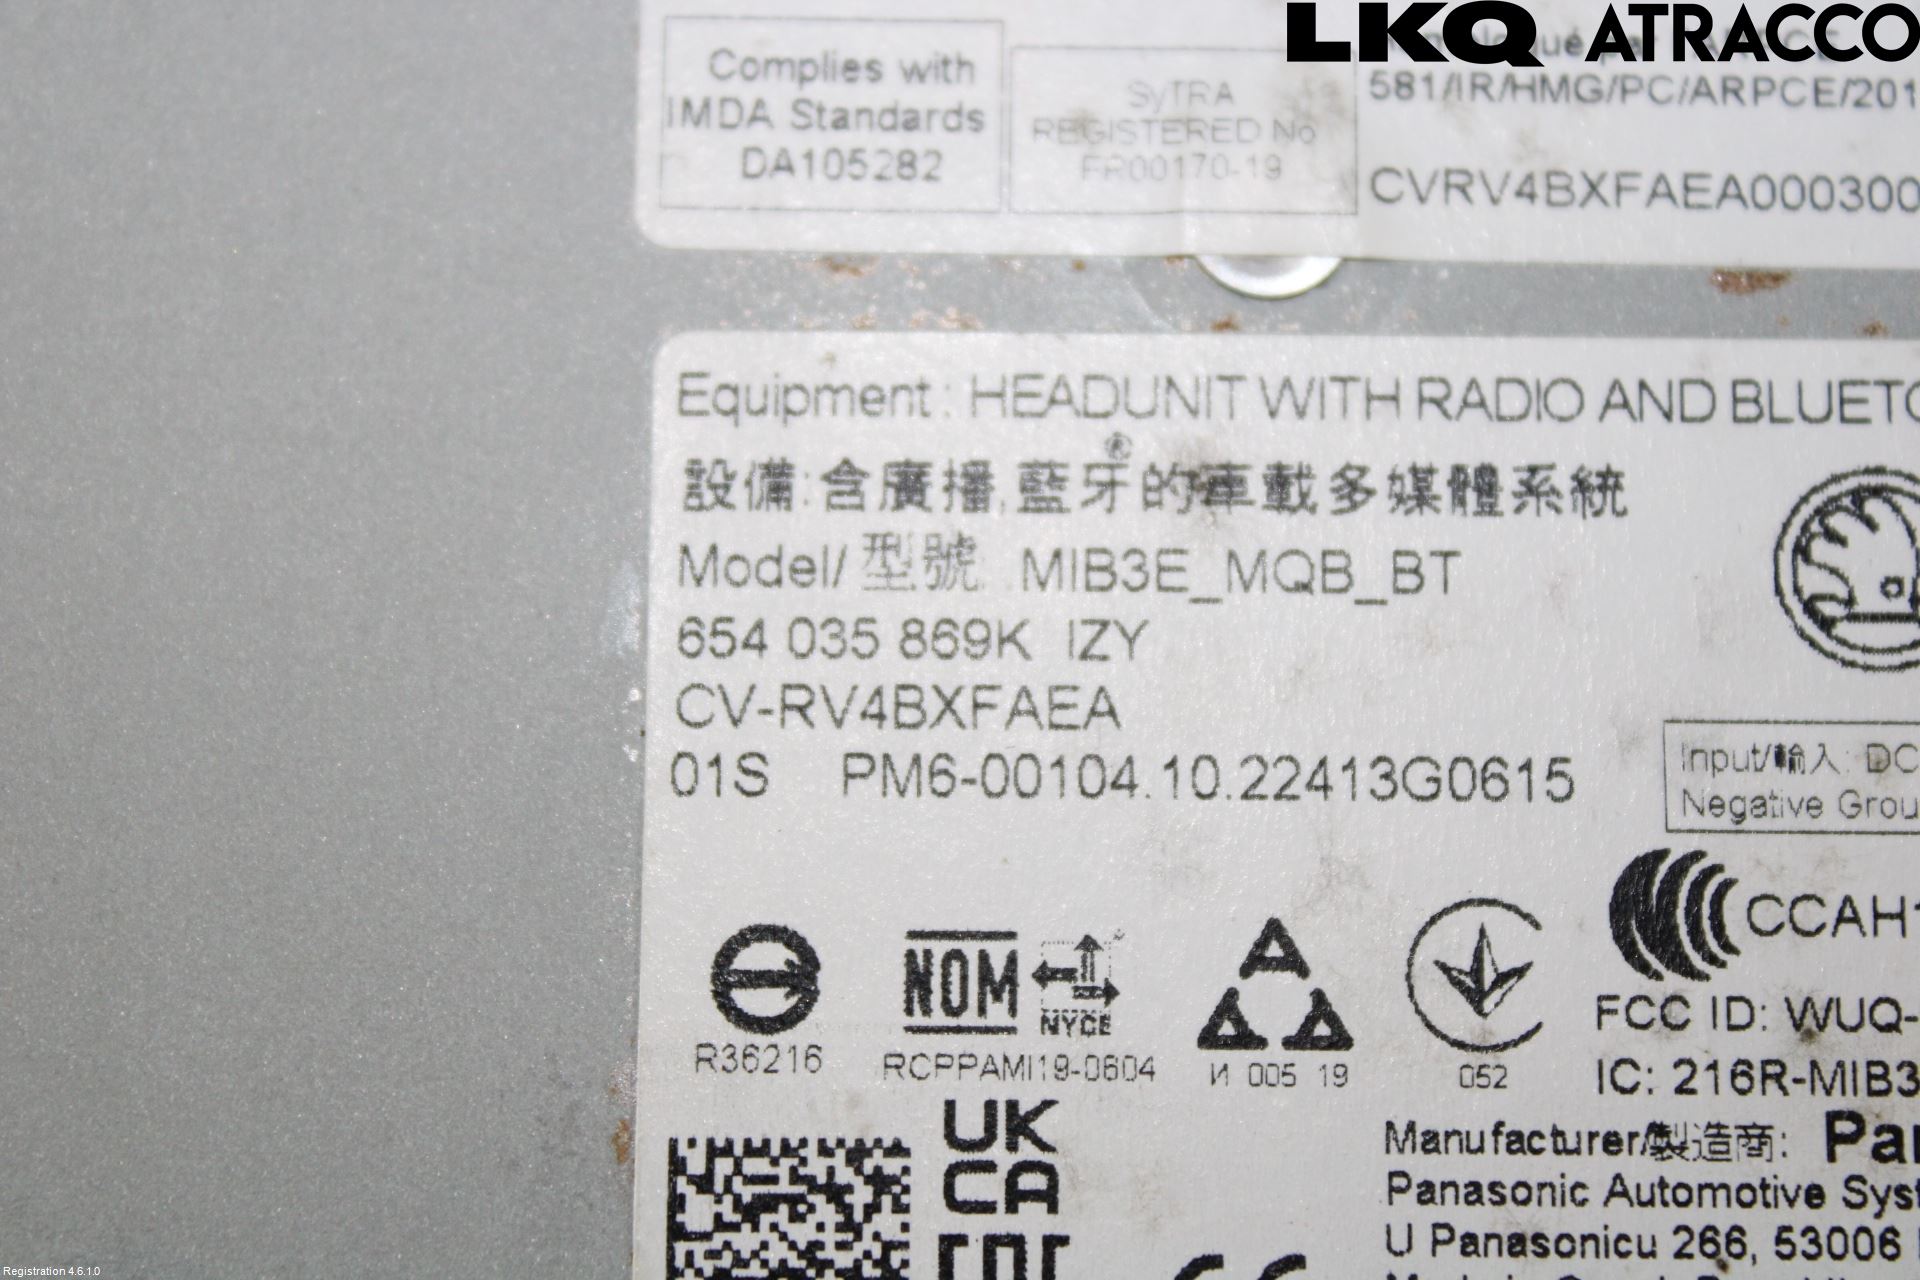 LKQ ATRACCO
Complies with
IMDA Standards
DA105282
SyTRA
REGISTERED No
FR00170-19
581/IR/HMG/PC/ARPCE/201
CVRV4BXFAEA000300
Equipment: HEADUNIT WITH RADIO AND BLUETO
®
設備:含廣播,藍牙的車載多媒體系統
Model/ 型號: MIB3E_MQB_BT
654 035 869K IZY
CV-RV4BXFAEA
01S PM6-00104.10.22413G0615
Input/輸入: DC
Negative Grou
CCAH1
FCC ID: WUQ-
IC: 216R-MIB3
NOM
NYCE
R36216
RCPPAMI19-0604
И 005 19
052
UK
CA
Manufacturer/製造商: Pan
Panasonic Automotive Syst
U Panasonicu 266, 53006
CE
Registration 4.6.1.0